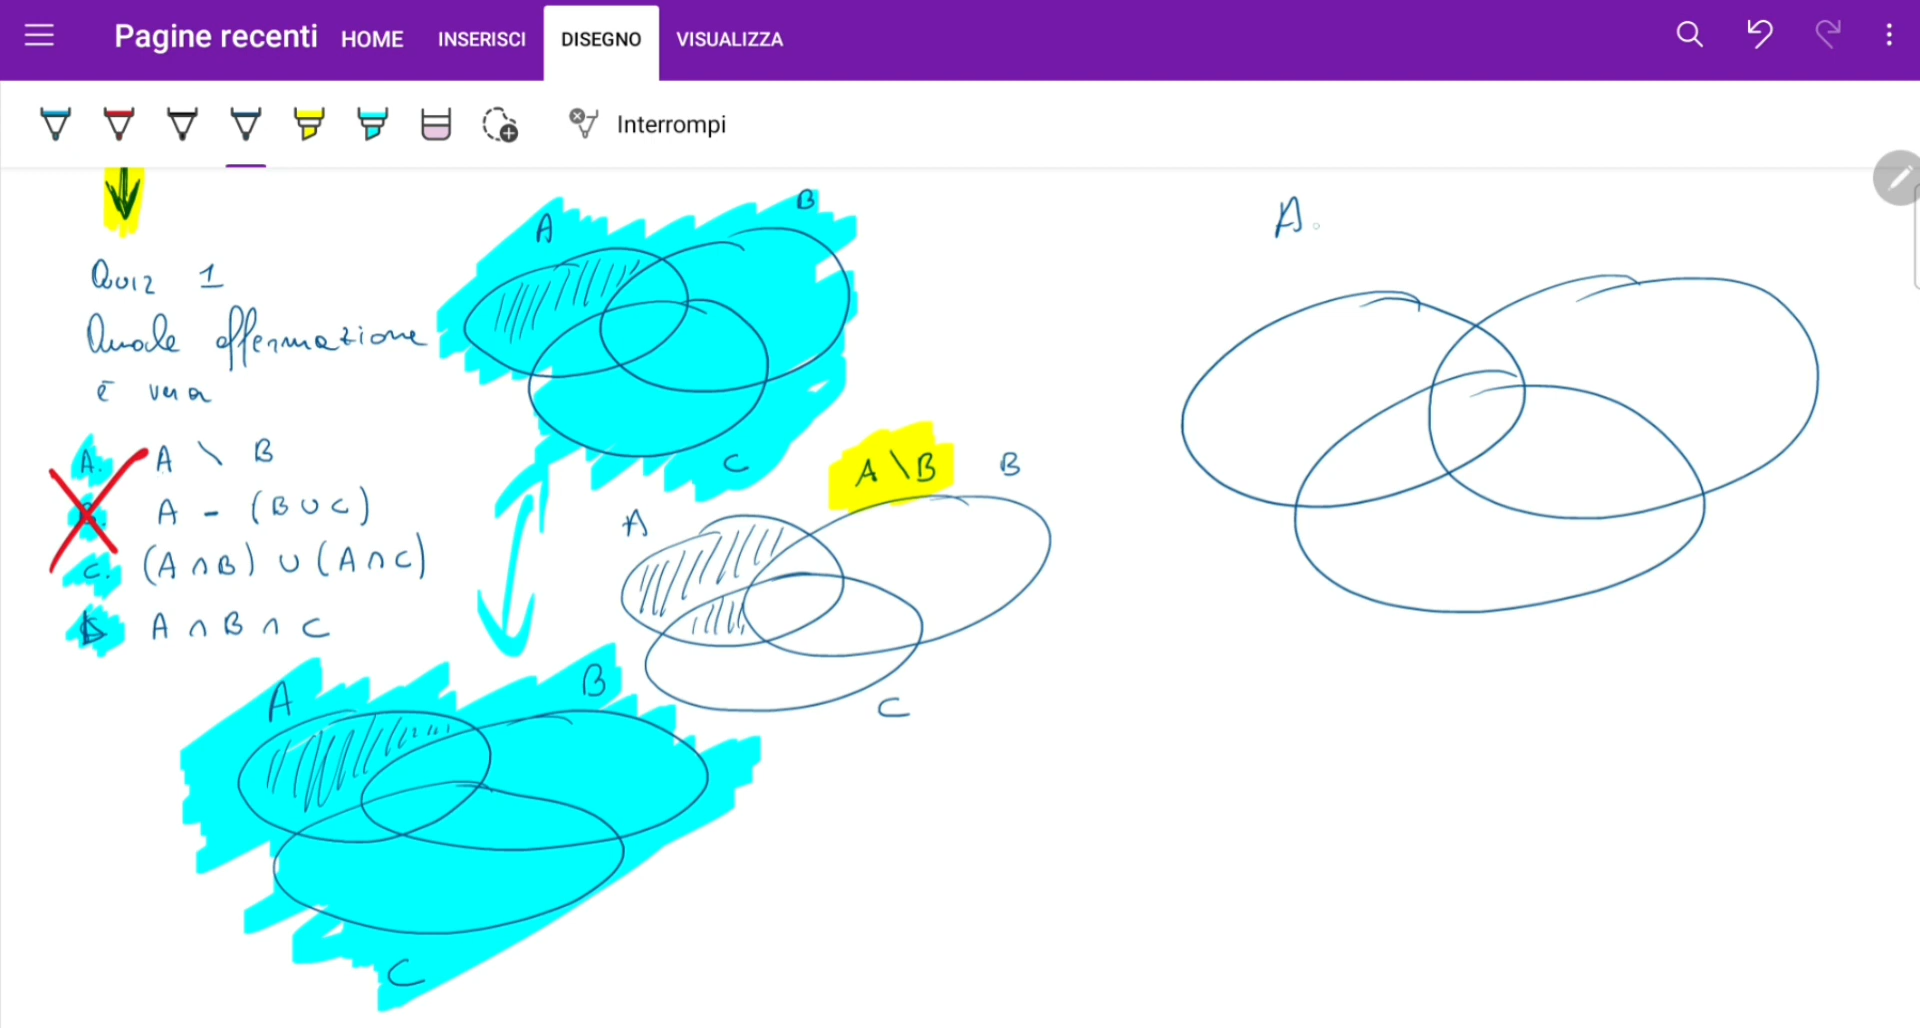 Pagine recenti HOME INSERISCI DISEGNO VISUALIZZA
Interrompi
Quiz 1
Quale affermazione
è vera
A. A \ B
B. A - (B ∪ C)
C. (A ∩ B) ∪ (A ∩ C)
D A ∩ B ∩ C
A
B
C
A \ B
A
B
C
A
B
C
A.